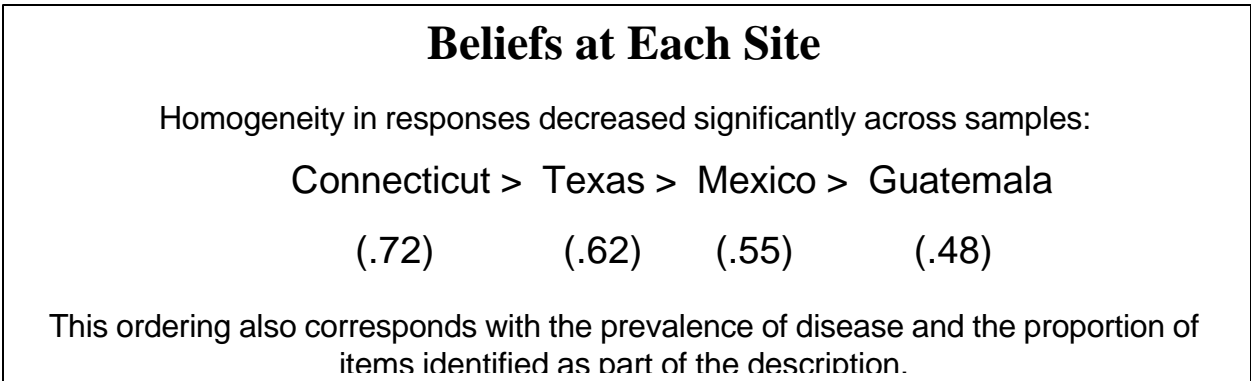 Beliefs at Each Site
Homogeneity in responses decreased significantly across samples:
Connecticut > Texas > Mexico > Guatemala
(.72) (.62) (.55) (.48)
This ordering also corresponds with the prevalence of disease and the proportion of
items identified as part of the description.